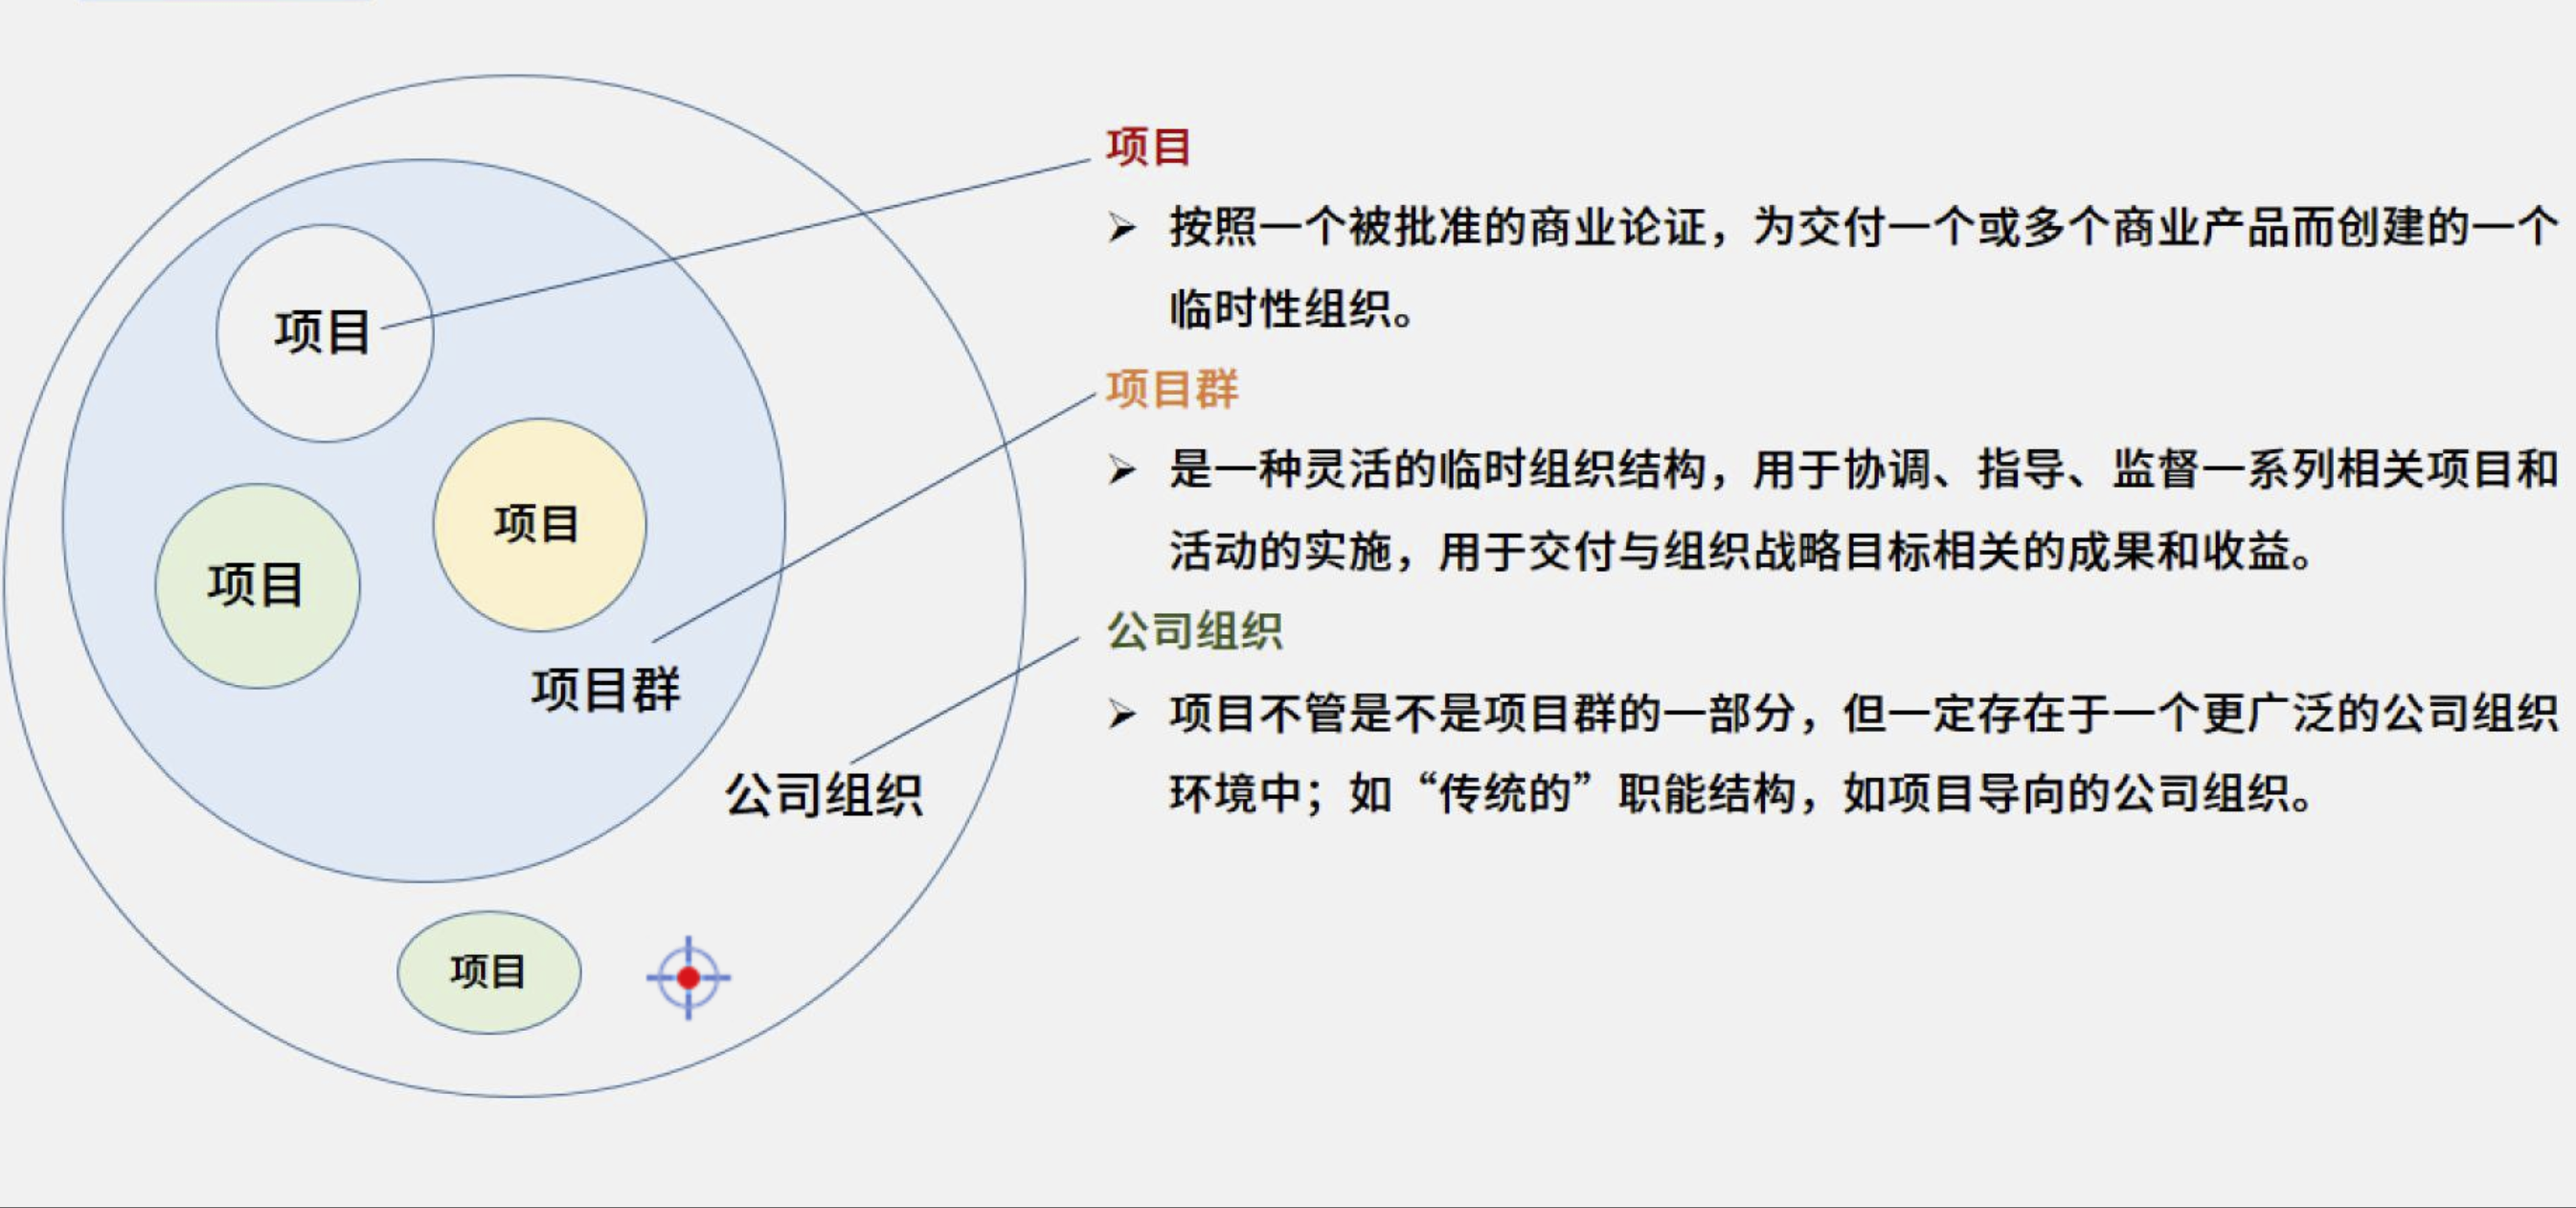 项目
项目
项目
项目群
公司组织
项目
项目
➢ 按照一个被批准的商业论证，为交付一个或多个商业产品而创建的一个
临时性组织。
项目群
➢ 是一种灵活的临时组织结构，用于协调、指导、监督一系列相关项目和
活动的实施，用于交付与组织战略目标相关的成果和收益。
公司组织
➢ 项目不管是不是项目群的一部分，但一定存在于一个更广泛的公司组织
环境中；如“传统的”职能结构，如项目导向的公司组织。